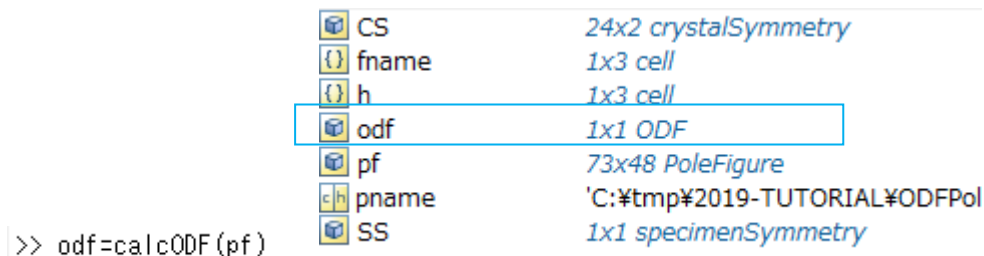 CS 24x2 crystalSymmetry
fname 1x3 cell
h 1x3 cell
odf 1x1 ODF
pf 73x48 PoleFigure
pname 'C:¥tmp¥2019-TUTORIAL¥ODFPol
SS 1x1 specimenSymmetry
>> odf=calcODF(pf)